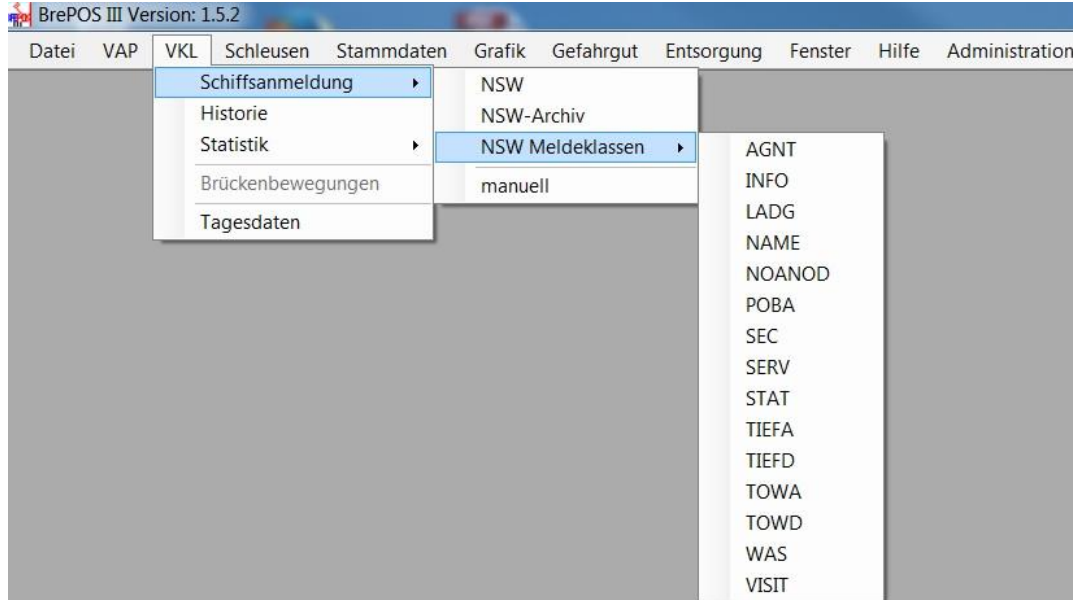 BrePOS III Version: 1.5.2
Datei VAP VKL Schleusen Stammdaten Grafik Gefahrgut Entsorgung Fenster Hilfe Administration
Schiffsanmeldung
Historie
Statistik
Brückenbewegungen
Tagesdaten
NSW
NSW-Archiv
NSW Meldeklassen
manuell
AGNT
INFO
LADG
NAME
NOANOD
POBA
SEC
SERV
STAT
TIEFA
TIEFD
TOWA
TOWD
WAS
VISIT